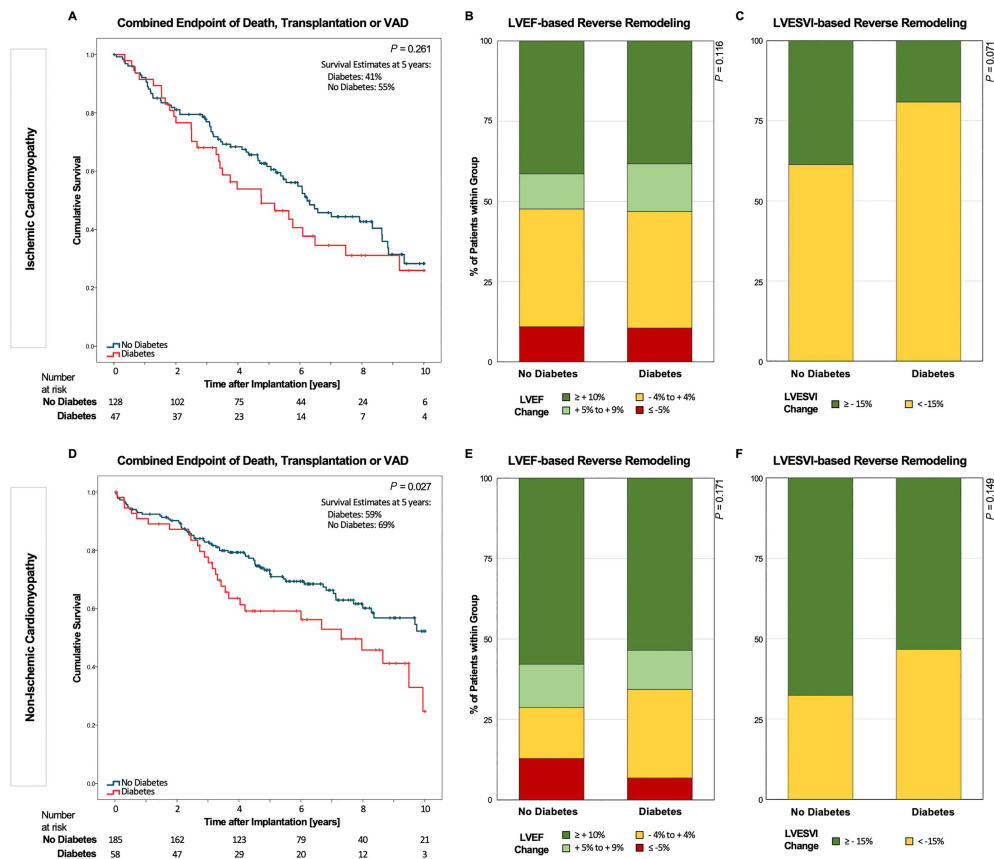 A
Combined Endpoint of Death, Transplantation or VAD
P = 0.261
Survival Estimates at 5 years:
Diabetes: 41%
No Diabetes: 55%
Ischemic Cardiomyopathy
Cumulative Survival
1.0
0.8
0.6
0.4
0.2
0.0
No Diabetes
Diabetes
0 2 4 6 8 10
Time after Implantation [years]
Number
at risk
No Diabetes 128 102 75 44 24 6
Diabetes 47 37 23 14 7 4
B
LVEF-based Reverse Remodeling
P = 0.116
% of Patients within Group
100
75
50
25
0
No Diabetes Diabetes
LVEF
Change
≥ + 10%
- 4% to + 4%
+ 5% to + 9%
≤ -5%
C
LVESVI-based Reverse Remodeling
P = 0.071
100
75
50
25
0
No Diabetes Diabetes
LVESVI
Change
≥ - 15%
< -15%
D
Combined Endpoint of Death, Transplantation or VAD
P = 0.027
Survival Estimates at 5 years:
Diabetes: 59%
No Diabetes: 69%
Non-Ischemic Cardiomyopathy
Cumulative Survival
1.0
0.8
0.6
0.4
0.2
0.0
No Diabetes
Diabetes
0 2 4 6 8 10
Time after Implantation [years]
Number
at risk
No Diabetes 185 162 123 79 40 21
Diabetes 58 47 29 20 12 3
E
LVEF-based Reverse Remodeling
P = 0.171
% of Patients within Group
100
75
50
25
0
No Diabetes Diabetes
LVEF
Change
≥ + 10%
- 4% to + 4%
+ 5% to + 9%
≤ -5%
F
LVESVI-based Reverse Remodeling
P = 0.149
100
75
50
25
0
No Diabetes Diabetes
LVESVI
Change
≥ - 15%
< -15%